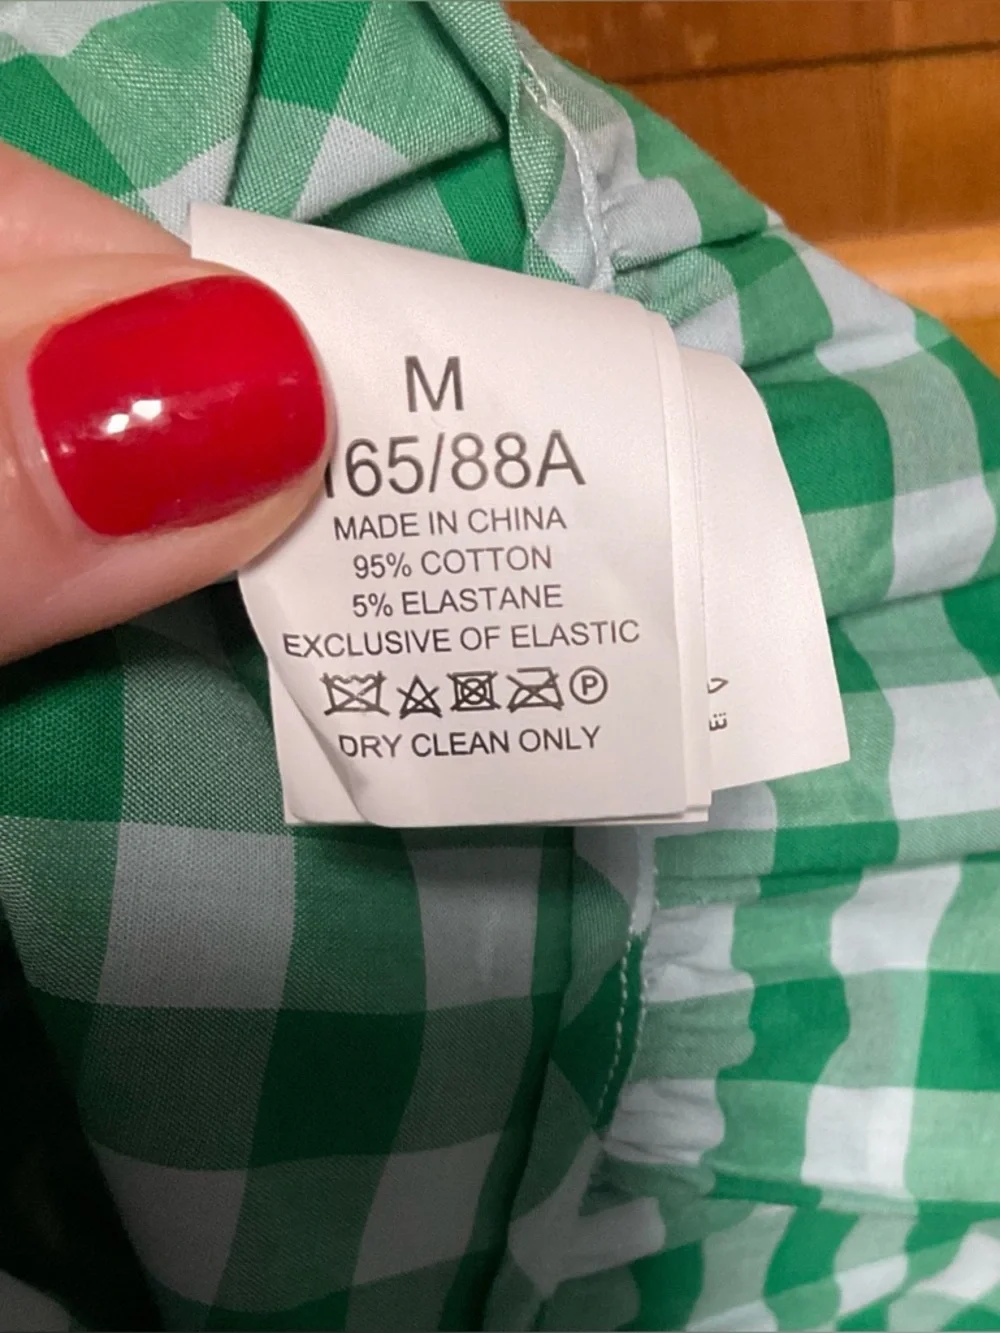 M
165/88A
MADE IN CHINA
95% COTTON
5% ELASTANE
EXCLUSIVE OF ELASTIC
P
DRY CLEAN ONLY